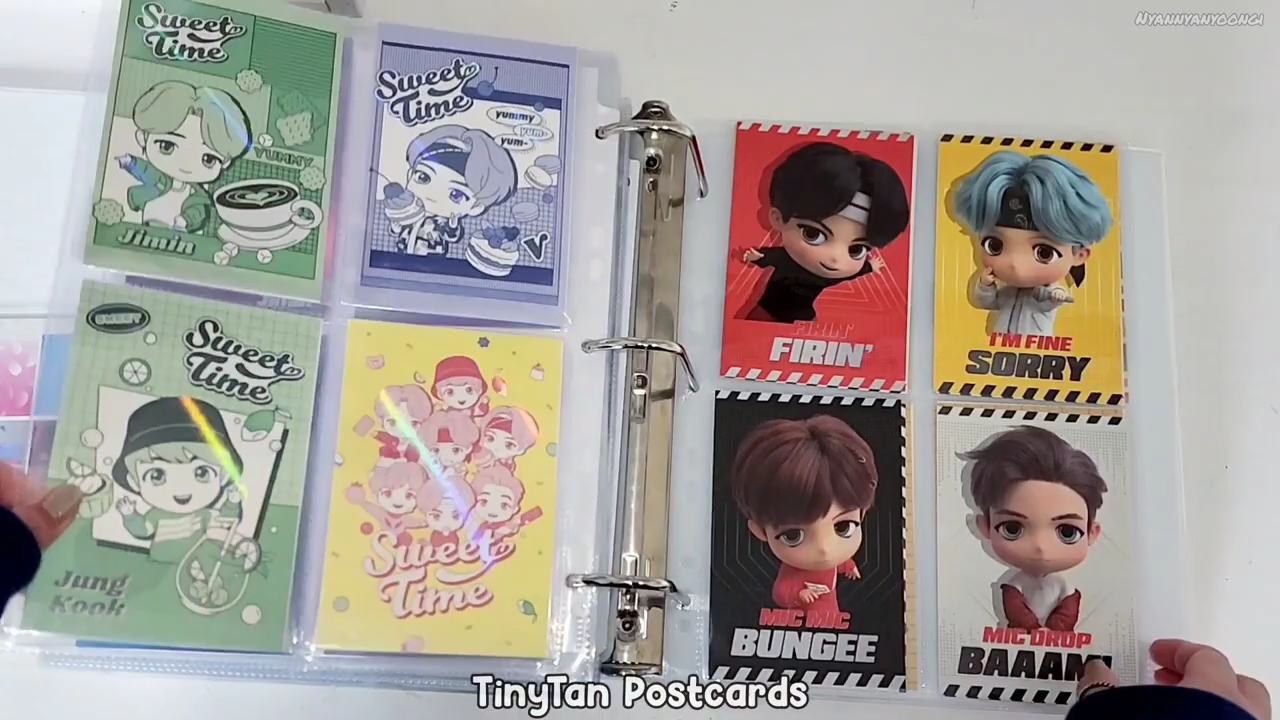 Nyannyanyoongi
Sweet
Time
YUMMY
Jimin
Sweet
Time
yummy
yum-
yum-
V
SWEET
Sweet
Time
Jung
Kook
Sweet
Time
FIRIN'
FIRIN'
I'M FINE
SORRY
MIC MIC
BUNGEE
MIC DROP
BAAAM!
TinyTan Postcards